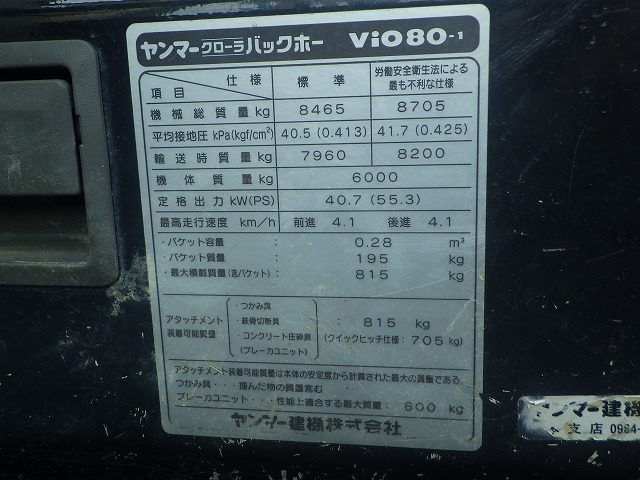 ヤンマークローラバックホー ViO80-1
項目 仕様 標準 労働安全衛生法による最も不利な仕様
機械総質量 kg 8465 8705
平均接地圧 kPa(kgf/cm²) 40.5 (0.413) 41.7 (0.425)
輸送時質量 kg 7960 8200
機体質量 kg 6000
定格出力 kW(PS) 40.7 (55.3)
最高走行速度 km/h 前進 4.1 後進 4.1
・バケット容量 0.28 m³
・バケット質量 195 kg
・最大積載質量(含バケット) 815 kg
アタッチメント装着可能質量
・つかみ具
・鉄骨切断具
・コンクリート圧砕具
(ブレーカユニット)
: 815 kg
(クイックヒッチ仕様: 705 kg)
アタッチメント装着可能質量は本体の安定度から計算された最大の質量である
つかみ具・・・掴んだ物の質量含む
ブレーカユニット・・・性能上適合する最大質量: 600 kg
ヤンマー建機株式会社
ヤンマー建機
支店 0984-